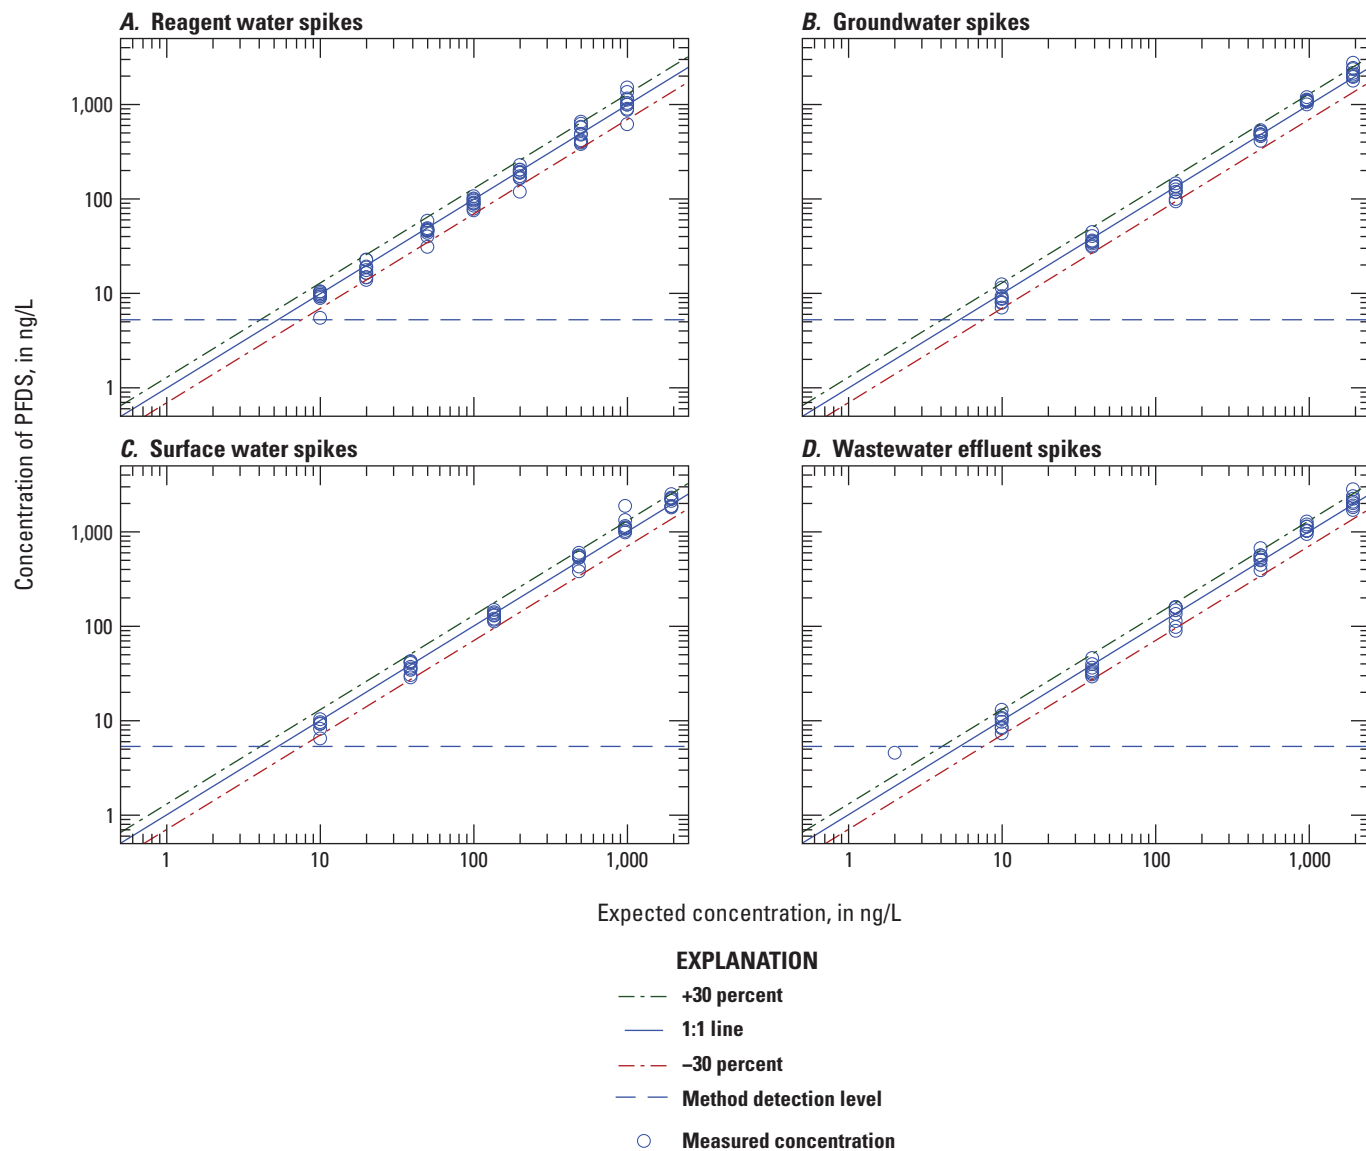 A. Reagent water spikes
B. Groundwater spikes
1,000
100
10
1
Concentration of PFDS, in ng/L
C. Surface water spikes
D. Wastewater effluent spikes
1,000
100
10
1
1 10 100 1,000
1 10 100 1,000
Expected concentration, in ng/L
EXPLANATION
+30 percent
1:1 line
–30 percent
Method detection level
Measured concentration